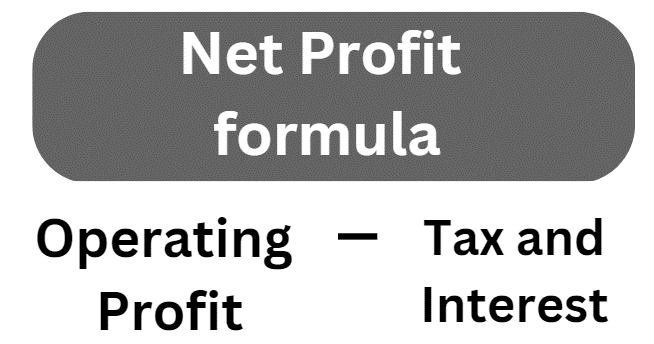 Net Profit
formula
Operating – Tax and
Profit Interest